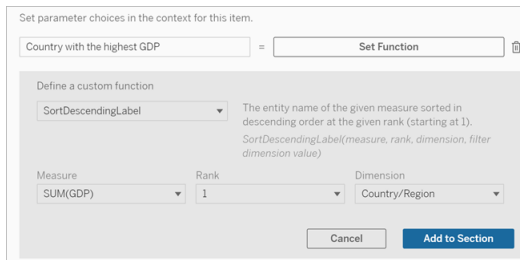 Set parameter choices in the context for this item.
Country with the highest GDP = Set Function
Define a custom function
SortDescendingLabel
The entity name of the given measure sorted in
descending order at the given rank (starting at 1).
SortDescendingLabel(measure, rank, dimension, filter
dimension value)
Measure Rank Dimension
SUM(GDP) 1 Country/Region
Cancel Add to Section